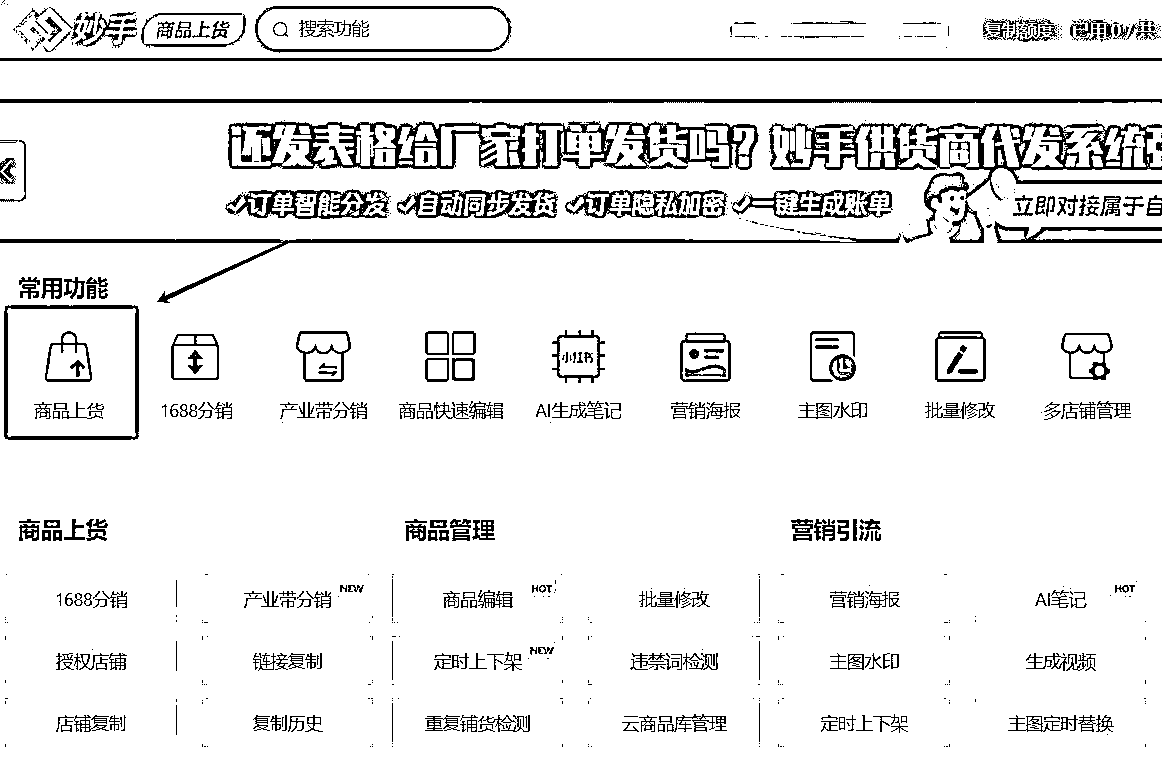 妙手 商品上货 搜索功能 复制额度 已用0/共
还发表格给厂家打单发货吗? 妙手供货商代发系统
✓订单智能分发 ✓自动同步发货 ✓订单隐私加密 ✓一键生成账单
立即对接属于自
常用功能
商品上货 1688分销 产业带分销 商品快速编辑 AI生成笔记 营销海报 主图水印 批量修改 多店铺管理
小红书
商品上货 商品管理 营销引流
1688分销 产业带分销 NEW 商品编辑 HOT 批量修改 营销海报 AI笔记 HOT
授权店铺 链接复制 定时上下架 NEW 违禁词检测 主图水印 生成视频
店铺复制 复制历史 重复铺货检测 云商品库管理 定时上下架 主图定时替换